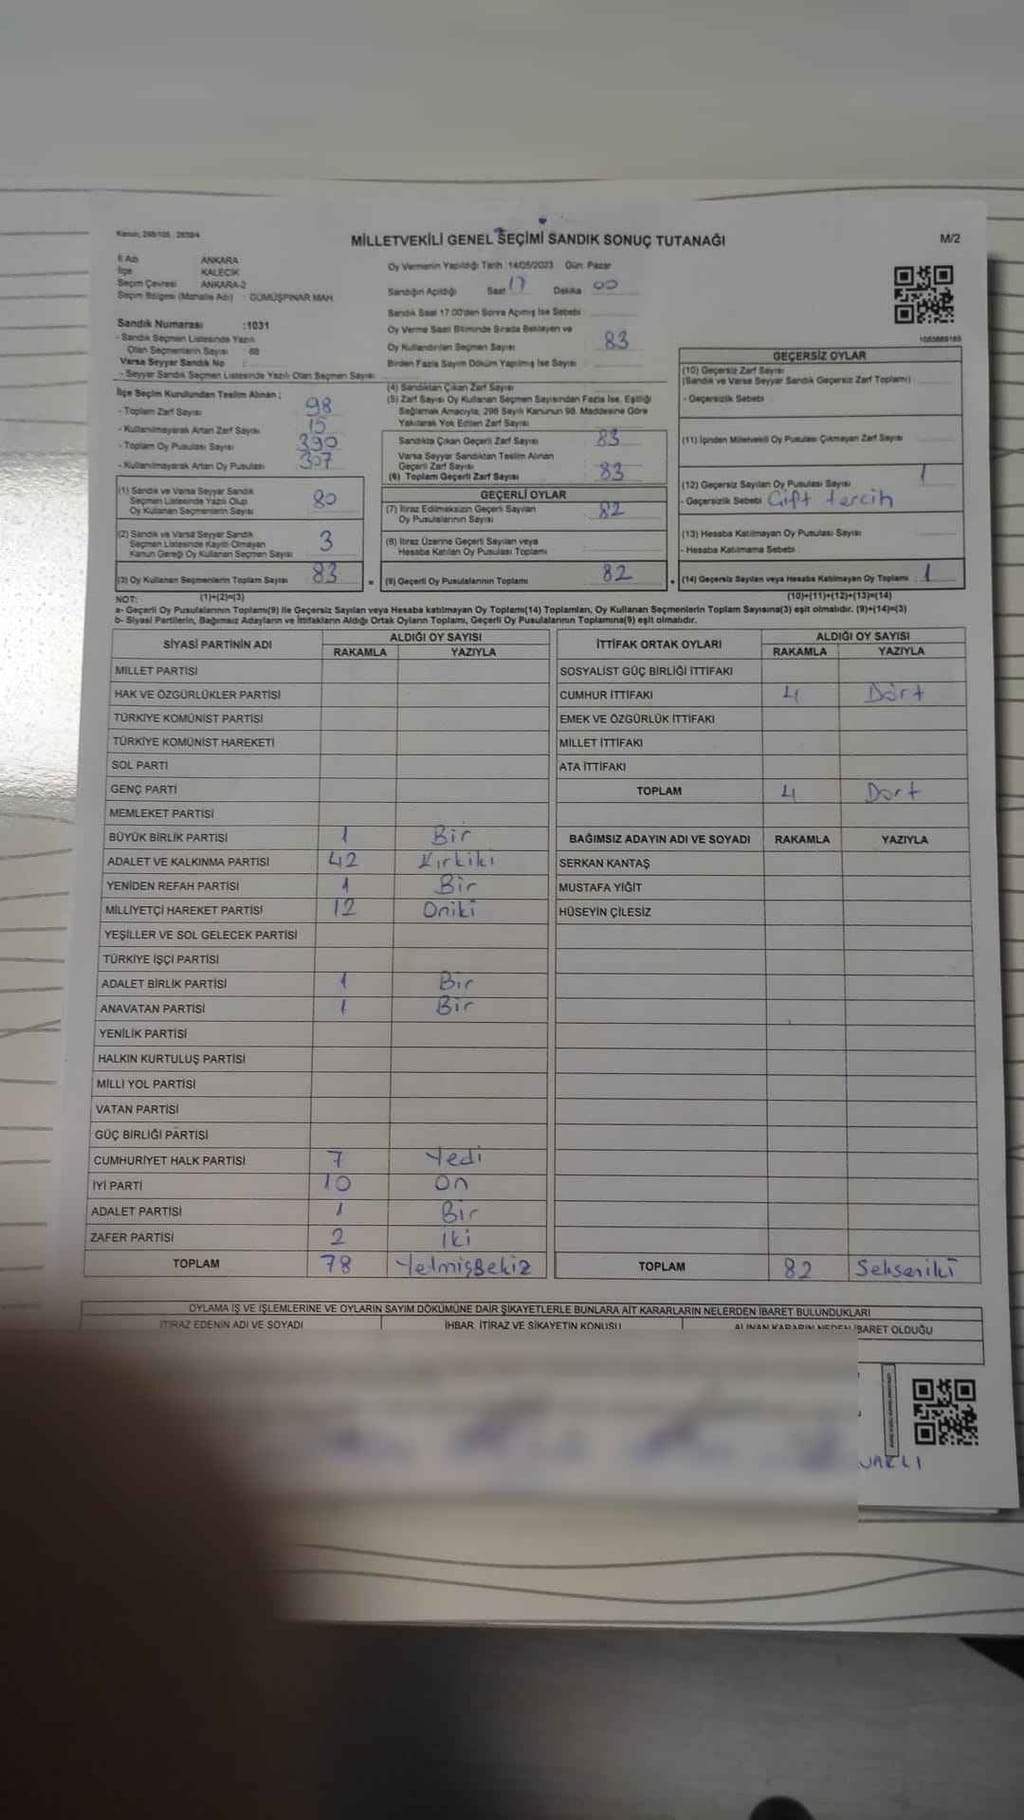 Kanun, 298/105, 2839/4
MİLLETVEKİLİ GENEL SEÇİMİ SANDIK SONUÇ TUTANAĞI
M/2
İl Adı ANKARA
İlçe KALECİK
Seçim Çevresi ANKARA-2
Seçim Bölgesi (Mahalle Adı) : GÜMÜŞPINAR MAH.
Sandık Numarası :1031
- Sandık Seçmen Listesinde Yazılı
Olan Seçmenlerin Sayısı 88
Varsa Seyyar Sandık No :
- Seyyar Sandık Seçmen Listesinde Yazılı Olan Seçmen Sayısı
Oy Vermenin Yapıldığı Tarih :14/05/2023 Gün: Pazar
Sandığın Açıldığı Saat 17 Dakika 00
Sandık Saat 17.00'den Sonra Açılmış İse Sebebi
Oy Verme Saati Bitiminde Sırada Bekleyen ve
Oy Kullandırılan Seçmen Sayısı 83
Birden Fazla Sayım Döküm Yapılmış İse Sayısı
İlçe Seçim Kurulundan Teslim Alınan ;
- Toplam Zarf Sayısı 98
- Kullanılmayarak Artan Zarf Sayısı 15
- Toplam Oy Pusulası Sayısı 390
- Kullanılmayarak Artan Oy Pusulası 307
(1) Sandık ve Varsa Seyyar Sandık
Seçmen Listesinde Yazılı Olup
Oy Kullanan Seçmenlerin Sayısı 80
(2) Sandık ve Varsa Seyyar Sandık
Seçmen Listesinde Kayıtlı Olmayan
Kanun Gereği Oy Kullanan Seçmen Sayısı 3
(3) Oy Kullanan Seçmenlerin Toplam Sayısı 83
(1)+(2)=(3)
(4) Sandıktan Çıkan Zarf Sayısı
(5) Zarf Sayısı Oy Kullanan Seçmen Sayısından Fazla İse, Eşitliği
Sağlamak Amacıyla, 298 Sayılı Kanunun 98. Maddesine Göre
Yakılarak Yok Edilen Zarf Sayısı
Sandıkta Çıkan Geçerli Zarf Sayısı 83
Varsa Seyyar Sandıktan Teslim Alınan
Geçerli Zarf Sayısı
(6) Toplam Geçerli Zarf Sayısı 83
GEÇERLİ OYLAR
(7) İtiraz Edilmeksizin Geçerli Sayılan
Oy Pusulalarının Sayısı 82
(8) İtiraz Üzerine Geçerli Sayılan veya
Hesaba Katılan Oy Pusulası Toplamı
(9) Geçerli Oy Pusulalarının Toplamı 82
1083889189
GEÇERSİZ OYLAR
(10) Geçersiz Zarf Sayısı
(Sandık ve Varsa Seyyar Sandık Geçersiz Zarf Toplamı)
- Geçersizlik Sebebi
(11) İçinden Milletvekili Oy Pusulası Çıkmayan Zarf Sayısı
(12) Geçersiz Sayılan Oy Pusulası Sayısı 1
- Geçersizlik Sebebi Çift tercih
(13) Hesaba Katılmayan Oy Pusulası Sayısı
- Hesaba Katılmama Sebebi
(14) Geçersiz Sayılan veya Hesaba Katılmayan Oy Toplamı 1
(10)+(11)+(12)+(13)=(14)
NOT:
a- Geçerli Oy Pusulalarının Toplamı(9) ile Geçersiz Sayılan veya Hesaba katılmayan Oy Toplamı(14) Toplamları, Oy Kullanan Seçmenlerin Toplam Sayısına(3) eşit olmalıdır. (9)+(14)=(3)
b- Siyasi Partilerin, Bağımsız Adayların ve İttifakların Aldığı Ortak Oyların Toplamı, Geçerli Oy Pusulalarının Toplamına(9) eşit olmalıdır.
SİYASİ PARTİNİN ADI ALDIĞI OY SAYISI
RAKAMLA YAZIYLA
MİLLET PARTİSİ
HAK VE ÖZGÜRLÜKLER PARTİSİ
TÜRKİYE KOMÜNİST PARTİSİ
TÜRKİYE KOMÜNİST HAREKETİ
SOL PARTİ
GENÇ PARTİ
MEMLEKET PARTİSİ
BÜYÜK BİRLİK PARTİSİ 1 Bir
ADALET VE KALKINMA PARTİSİ 42 Kırkiki
YENİDEN REFAH PARTİSİ 1 Bir
MİLLİYETÇİ HAREKET PARTİSİ 12 Oniki
YEŞİLLER VE SOL GELECEK PARTİSİ
TÜRKİYE İŞÇİ PARTİSİ
ADALET BİRLİK PARTİSİ 1 Bir
ANAVATAN PARTİSİ 1 Bir
YENİLİK PARTİSİ
HALKIN KURTULUŞ PARTİSİ
MİLLİ YOL PARTİSİ
VATAN PARTİSİ
GÜÇ BİRLİĞİ PARTİSİ
CUMHURİYET HALK PARTİSİ 7 Yedi
İYİ PARTİ 10 On
ADALET PARTİSİ 1 Bir
ZAFER PARTİSİ 2 İki
TOPLAM 78 YetmişSekiz
İTTİFAK ORTAK OYLARI ALDIĞI OY SAYISI
RAKAMLA YAZIYLA
SOSYALİST GÜÇ BİRLİĞİ İTTİFAKI
CUMHUR İTTİFAKI 4 Dört
EMEK VE ÖZGÜRLÜK İTTİFAKI
MİLLET İTTİFAKI
ATA İTTİFAKI
TOPLAM 4 Dört
BAĞIMSIZ ADAYIN ADI VE SOYADI RAKAMLA YAZIYLA
SERKAN KANTAŞ
MUSTAFA YİĞİT
HÜSEYİN ÇİLESİZ
TOPLAM 82 Sekseniki
OYLAMA İŞ VE İŞLEMLERİNE VE OYLARIN SAYIM DÖKÜMÜNE DAİR ŞİKAYETLERLE BUNLARA AİT KARARLARIN NELERDEN İBARET BULUNDUKLARI
İTİRAZ EDENİN ADI VE SOYADI İHBAR, İTİRAZ VE ŞİKAYETİN KONUSU ALINAN KARARIN NEDEN İBARET OLDUĞU